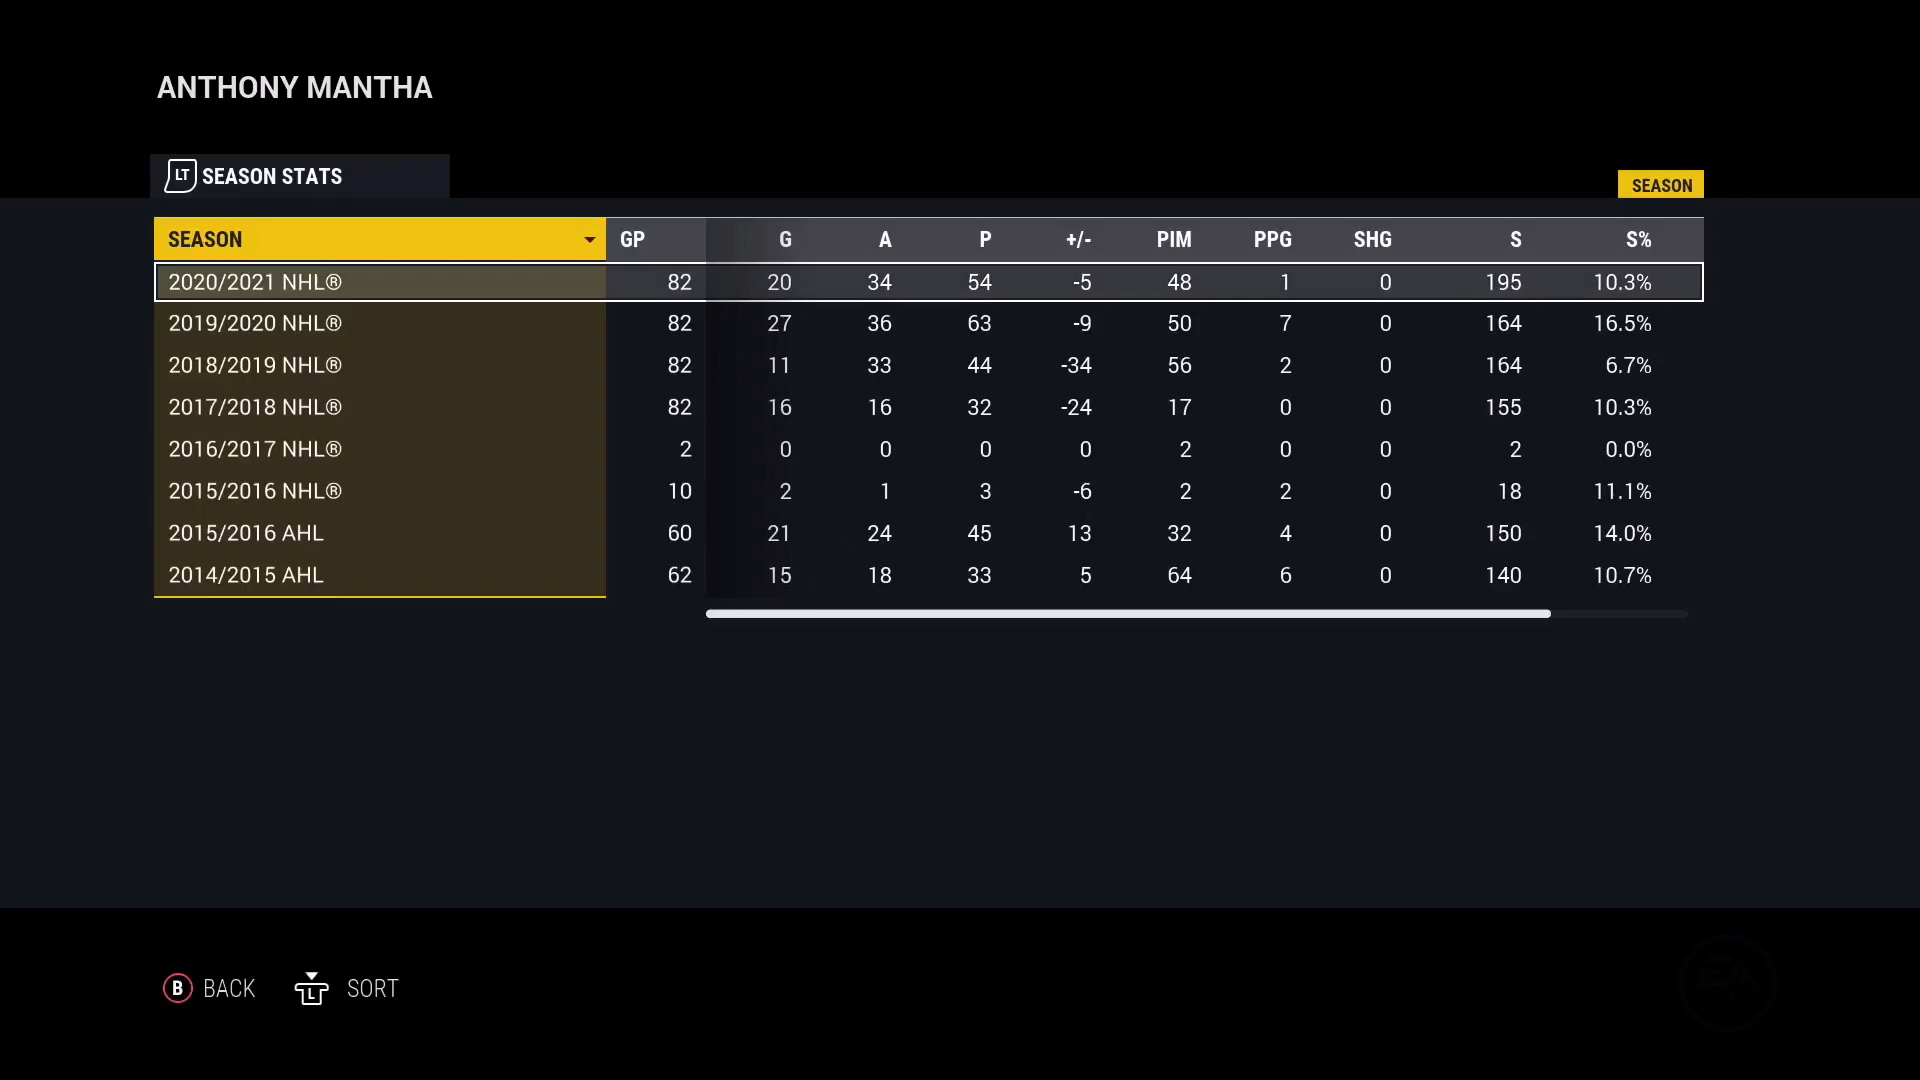 ANTHONY MANTHA
LT SEASON STATS
SEASON
SEASON GP G A P +/- PIM PPG SHG S S%
2020/2021 NHL® 82 20 34 54 -5 48 1 0 195 10.3%
2019/2020 NHL® 82 27 36 63 -9 50 7 0 164 16.5%
2018/2019 NHL® 82 11 33 44 -34 56 2 0 164 6.7%
2017/2018 NHL® 82 16 16 32 -24 17 0 0 155 10.3%
2016/2017 NHL® 2 0 0 0 0 2 0 0 2 0.0%
2015/2016 NHL® 10 2 1 3 -6 2 2 0 18 11.1%
2015/2016 AHL 60 21 24 45 13 32 4 0 150 14.0%
2014/2015 AHL 62 15 18 33 5 64 6 0 140 10.7%
B BACK L SORT